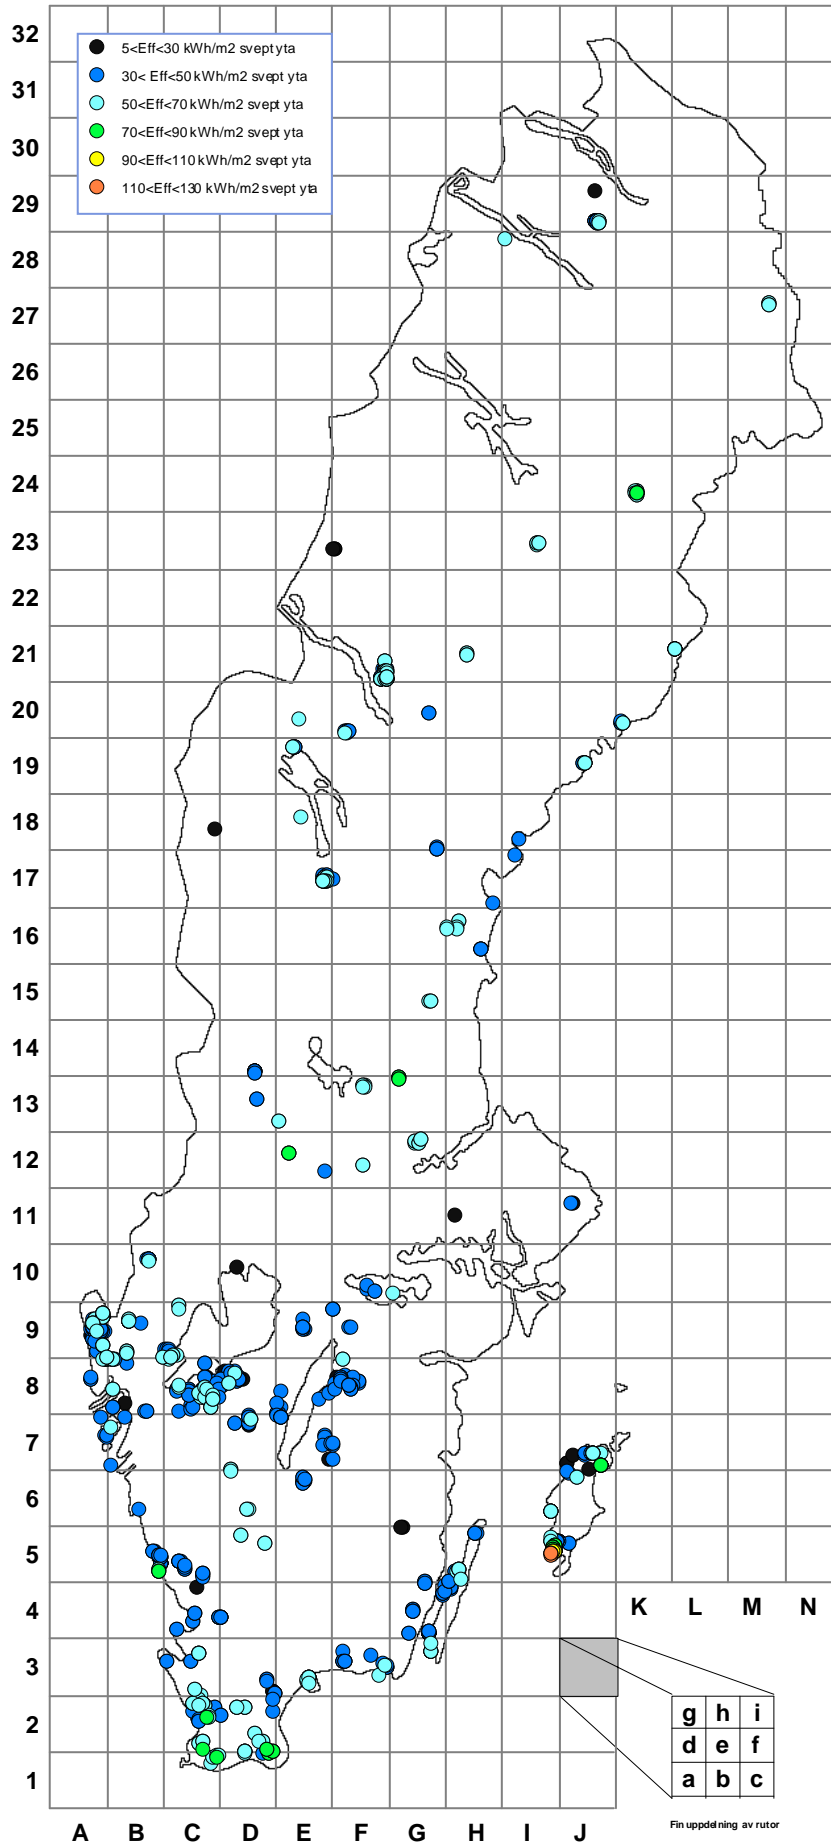 32
5<Eff<30 kWh/m2 svept yta
30< Eff<50 kWh/m2 svept yta
31
50<Eff<70 kWh/m2 svept yta
70<Eff<90 kWh/m2 svept yta
30
90<Eff<110 kWh/m2 svept yta
110<Eff<130 kWh/m2 svept yta
29
28
27
26
25
24
23
22
21
20
19
18
17
16
15
14
13
12
11
10
9
8
7
6
5
4
K L M N
3
g h i
2
d e f
a b c
1
Fin uppdelning av rutor
A B C D E F G H I J